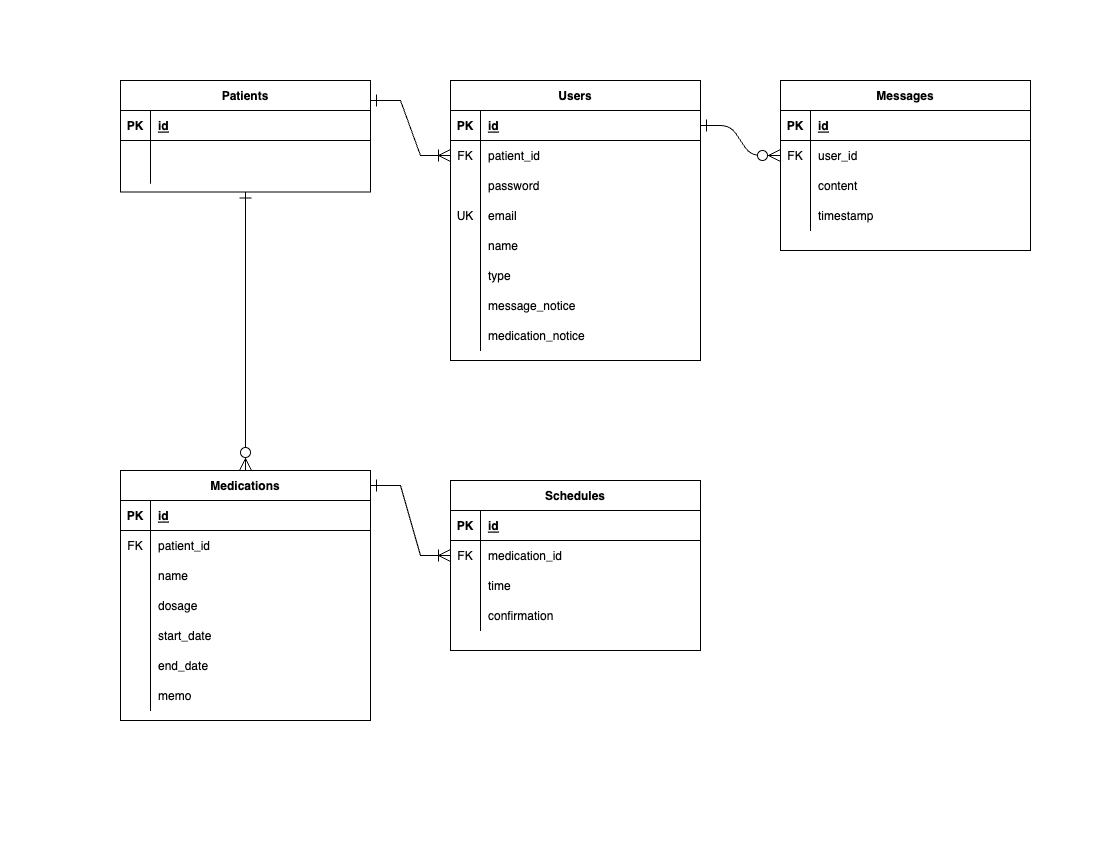 Patients
PK id
Users
PK id
FK patient_id
password
UK email
name
type
message_notice
medication_notice
Messages
PK id
FK user_id
content
timestamp
Medications
PK id
FK patient_id
name
dosage
start_date
end_date
memo
Schedules
PK id
FK medication_id
time
confirmation